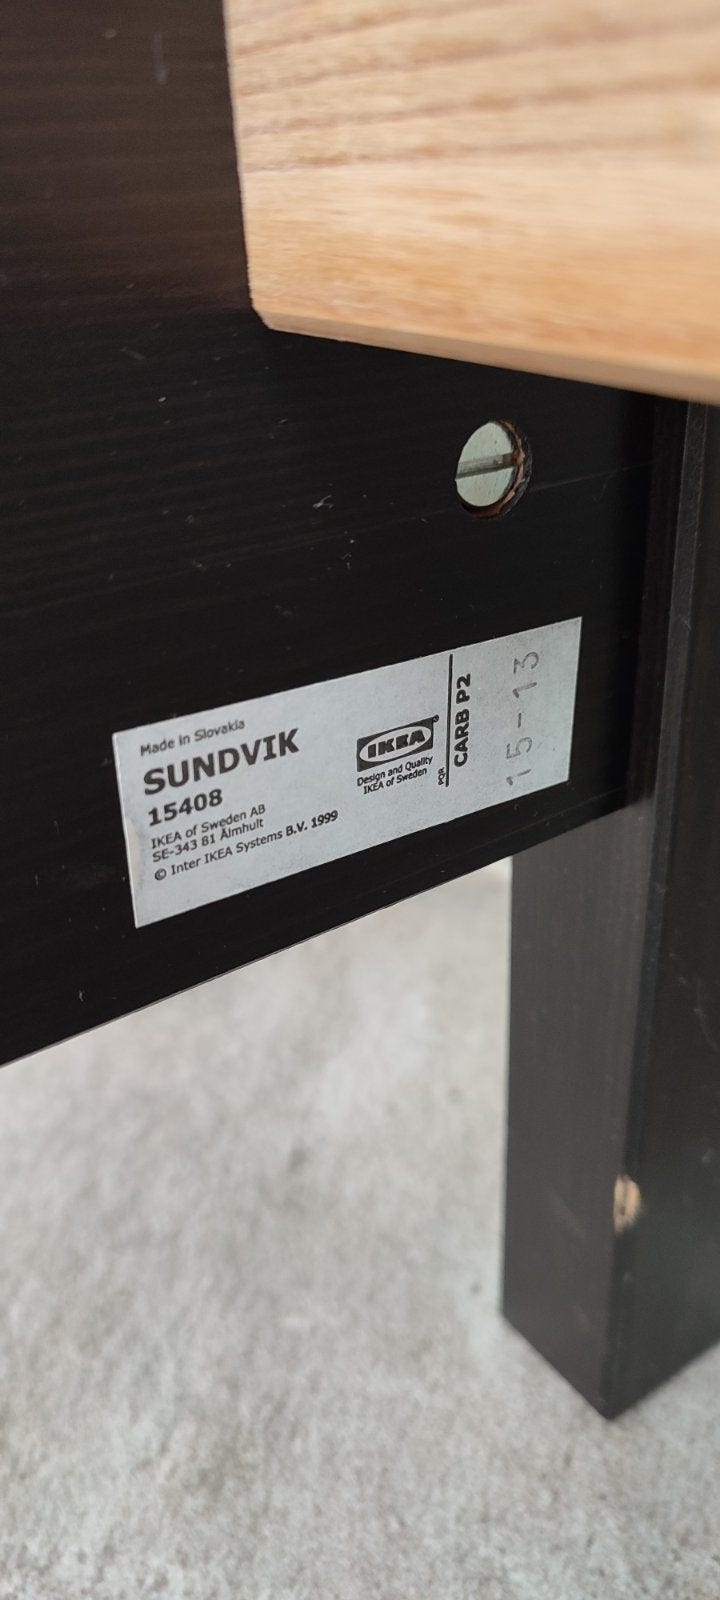 Made in Slovakia
SUNDVIK
15408
IKEA of Sweden AB
SE-343 81 Älmhult
© Inter IKEA Systems B.V. 1999
IKEA®
Design and Quality
IKEA of Sweden
PQR
CARB P2
15-13